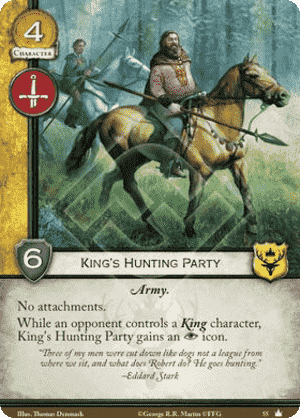 4
CHARACTER
6
KING'S HUNTING PARTY
Army.
No attachments.
While an opponent controls a King character,
King's Hunting Party gains an icon.
"Three of my men were cut down like dogs not a league from
where we sit, and what does Robert do? He goes hunting."
–Eddard Stark
Illus. Tomasz Jedruszek
©George R.R. Martin ©FFG
55